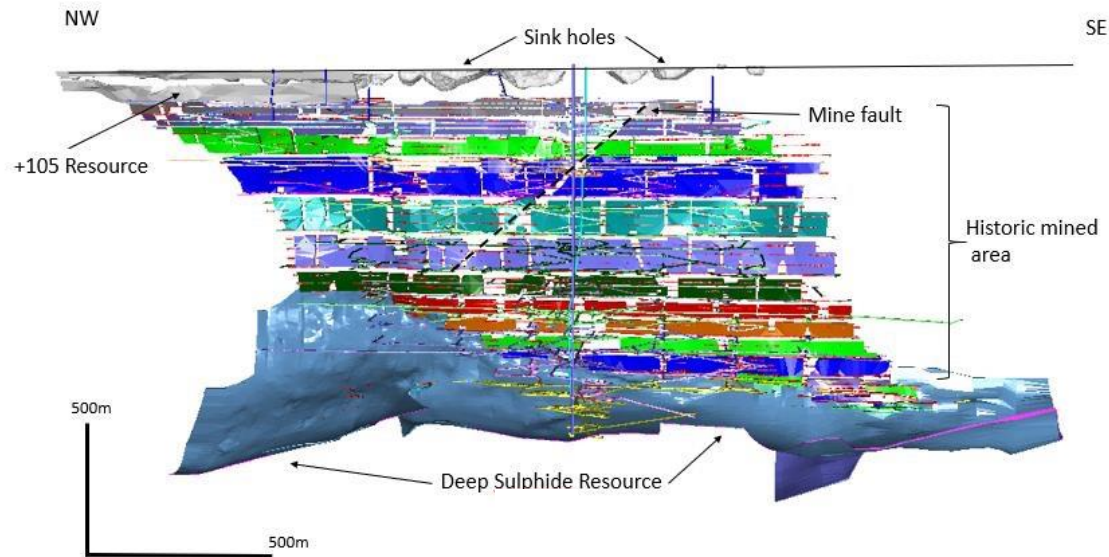 NW
SE
Sink holes
Mine fault
+105 Resource
Historic mined
area
500m
Deep Sulphide Resource
500m